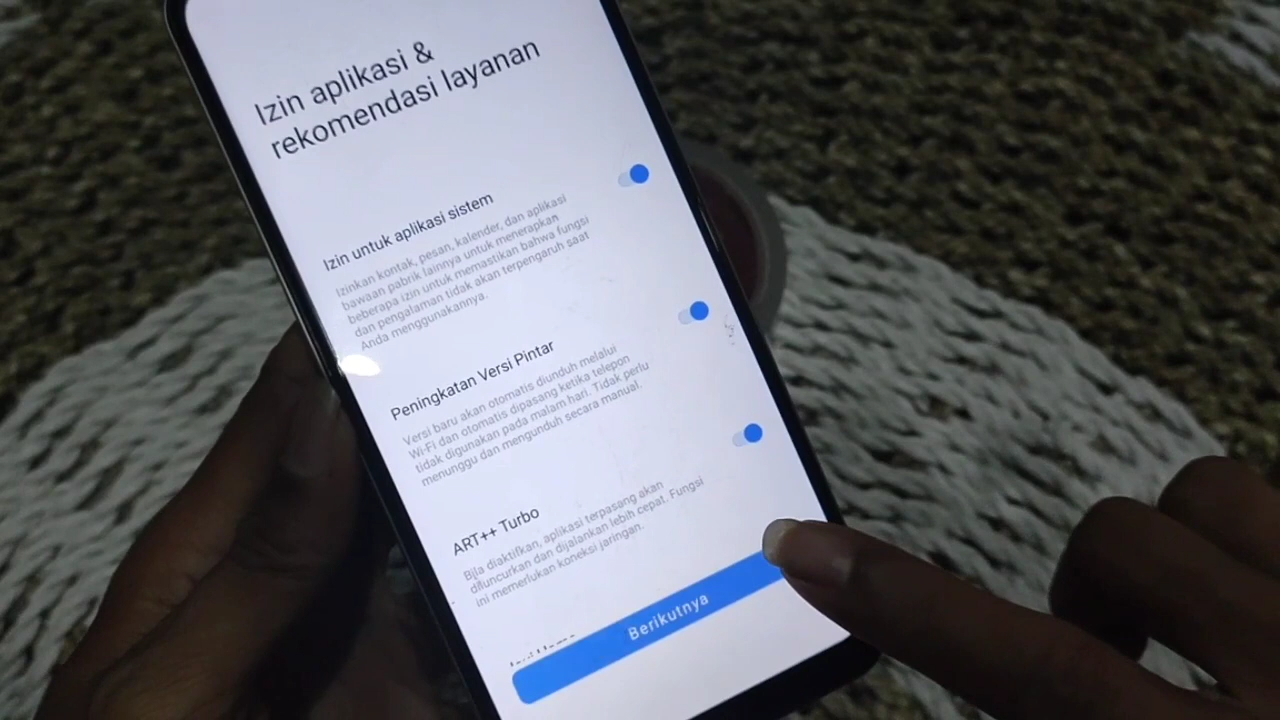 Izin aplikasi &
rekomendasi layanan
Izin untuk aplikasi sistem
Izinkan kontak, pesan, kalender, dan aplikasi
bawaan pabrik lainnya untuk menerapkan
beberapa izin untuk memastikan bahwa fungsi
dan pengalaman tidak akan terpengaruh saat
Anda menggunakannya.
Peningkatan Versi Pintar
Versi baru akan otomatis diunduh melalui
Wi-Fi dan otomatis dipasang ketika telepon
tidak digunakan pada malam hari. Tidak perlu
menunggu dan mengunduh secara manual.
ART++ Turbo
Bila diaktifkan, aplikasi terpasang akan
diluncurkan dan dijalankan lebih cepat. Fungsi
ini memerlukan koneksi jaringan.
Berikutnya